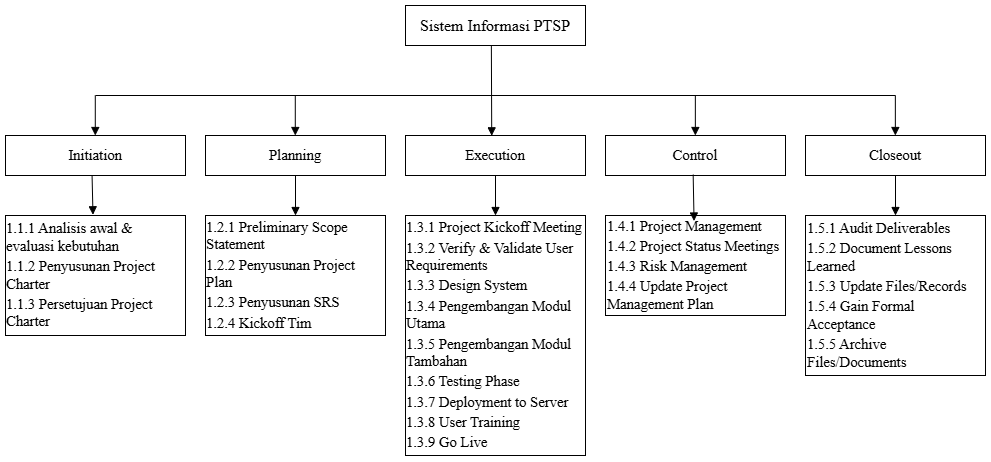 Sistem Informasi PTSP
Initiation
Planning
Execution
Control
Closeout
1.1.1 Analisis awal &
evaluasi kebutuhan
1.1.2 Penyusunan Project
Charter
1.1.3 Persetujuan Project
Charter
1.2.1 Preliminary Scope
Statement
1.2.2 Penyusunan Project
Plan
1.2.3 Penyusunan SRS
1.2.4 Kickoff Tim
1.3.1 Project Kickoff Meeting
1.3.2 Verify & Validate User
Requirements
1.3.3 Design System
1.3.4 Pengembangan Modul
Utama
1.3.5 Pengembangan Modul
Tambahan
1.3.6 Testing Phase
1.3.7 Deployment to Server
1.3.8 User Training
1.3.9 Go Live
1.4.1 Project Management
1.4.2 Project Status Meetings
1.4.3 Risk Management
1.4.4 Update Project
Management Plan
1.5.1 Audit Deliverables
1.5.2 Document Lessons
Learned
1.5.3 Update Files/Records
1.5.4 Gain Formal
Acceptance
1.5.5 Archive
Files/Documents